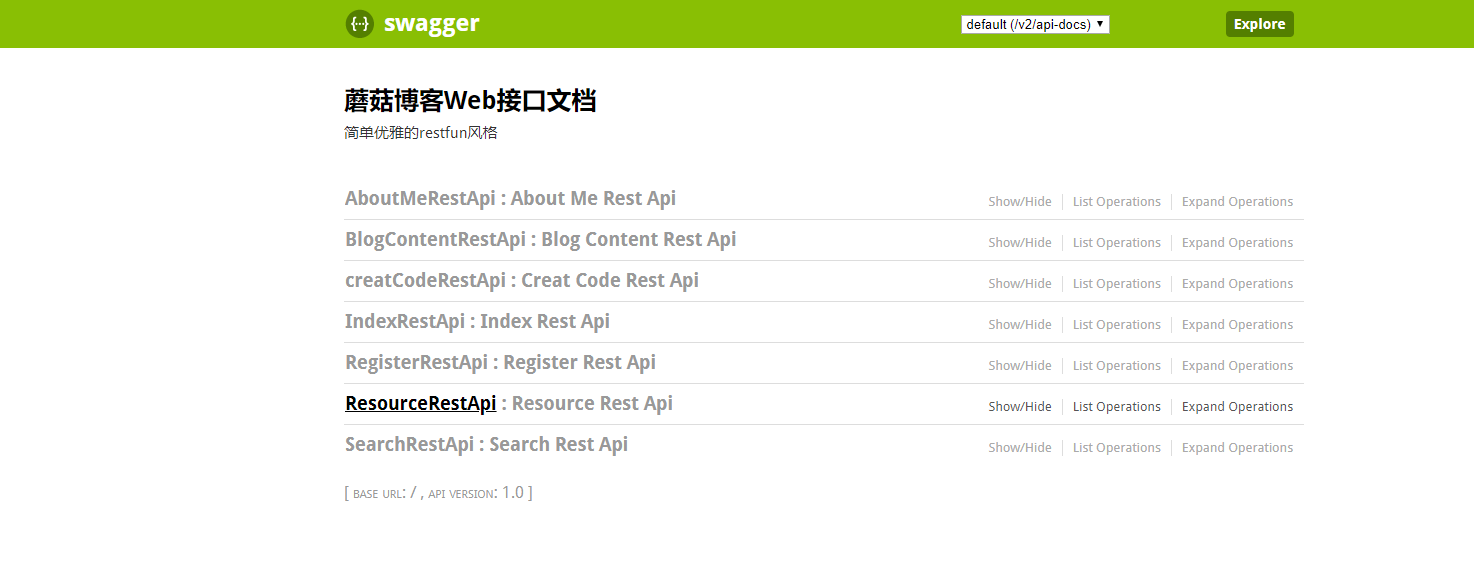 swagger default (/v2/api-docs) Explore
蘑菇博客Web接口文档
简单优雅的restfun风格
AboutMeRestApi : About Me Rest Api Show/Hide List Operations Expand Operations
BlogContentRestApi : Blog Content Rest Api Show/Hide List Operations Expand Operations
creatCodeRestApi : Creat Code Rest Api Show/Hide List Operations Expand Operations
IndexRestApi : Index Rest Api Show/Hide List Operations Expand Operations
RegisterRestApi : Register Rest Api Show/Hide List Operations Expand Operations
ResourceRestApi : Resource Rest Api Show/Hide List Operations Expand Operations
SearchRestApi : Search Rest Api Show/Hide List Operations Expand Operations
[ BASE URL: / , API VERSION: 1.0 ]